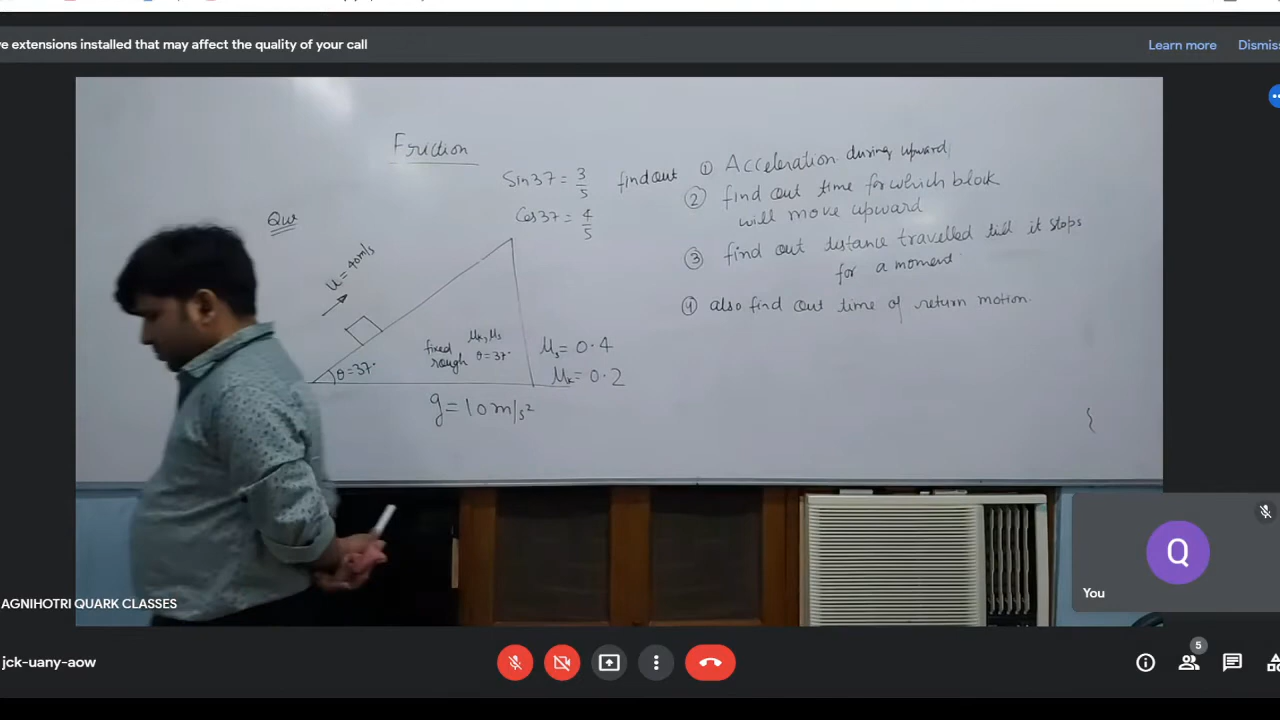 e extensions installed that may affect the quality of your call
Learn more
Dismiss
Friction
Sin37 = 3/5
Cos37 = 4/5
find out
① Acceleration during upward
② find out time for which block
will move upward
③ find out distance travelled till it stops
for a moment
④ also find out time of return motion.
Qus
u = 40m/s
θ=37°
fixed
rough
μk, μs
θ=37°
μs = 0.4
μk = 0.2
g = 10m/s²
{
Q
You
AGNIHOTRI QUARK CLASSES
jck-uany-aow
5